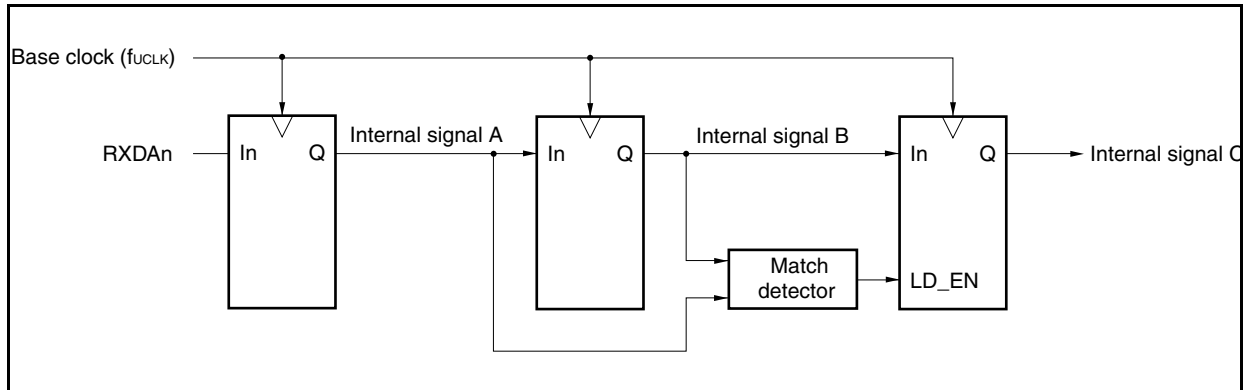 Base clock (fUCLK)
RXDAn
In
Q
Internal signal A
In
Q
Internal signal B
In
Q
Internal signal C
LD_EN
Match
detector